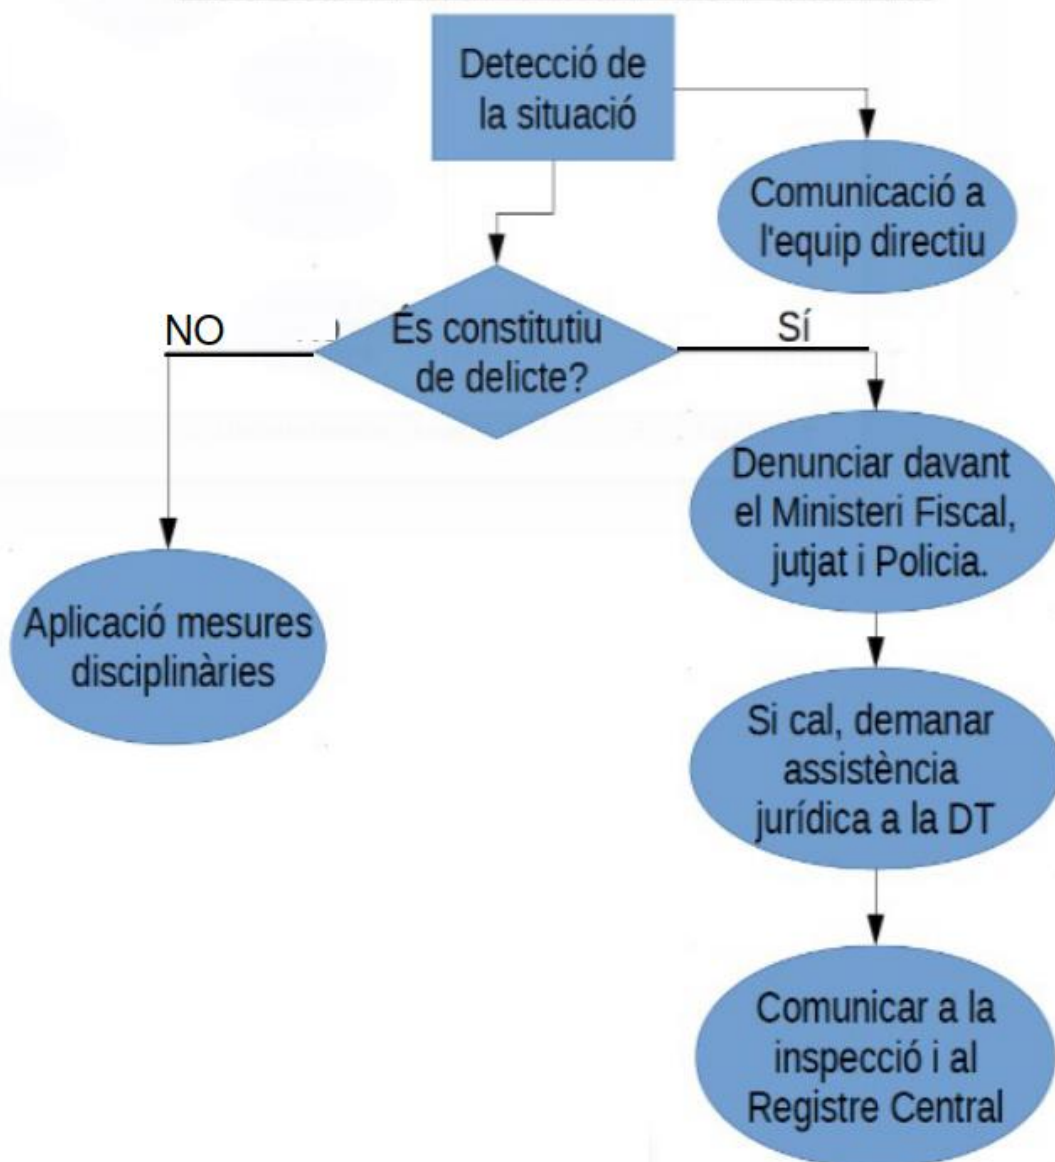 Detecció de
la situació
Comunicació a
l'equip directiu
NO
És constitutiu
de delicte?
Sí
Denunciar davant
el Ministeri Fiscal,
jutjat i Policia.
Aplicació mesures
disciplinàries
Si cal, demanar
assistència
jurídica a la DT
Comunicar a la
inspecció i al
Registre Central